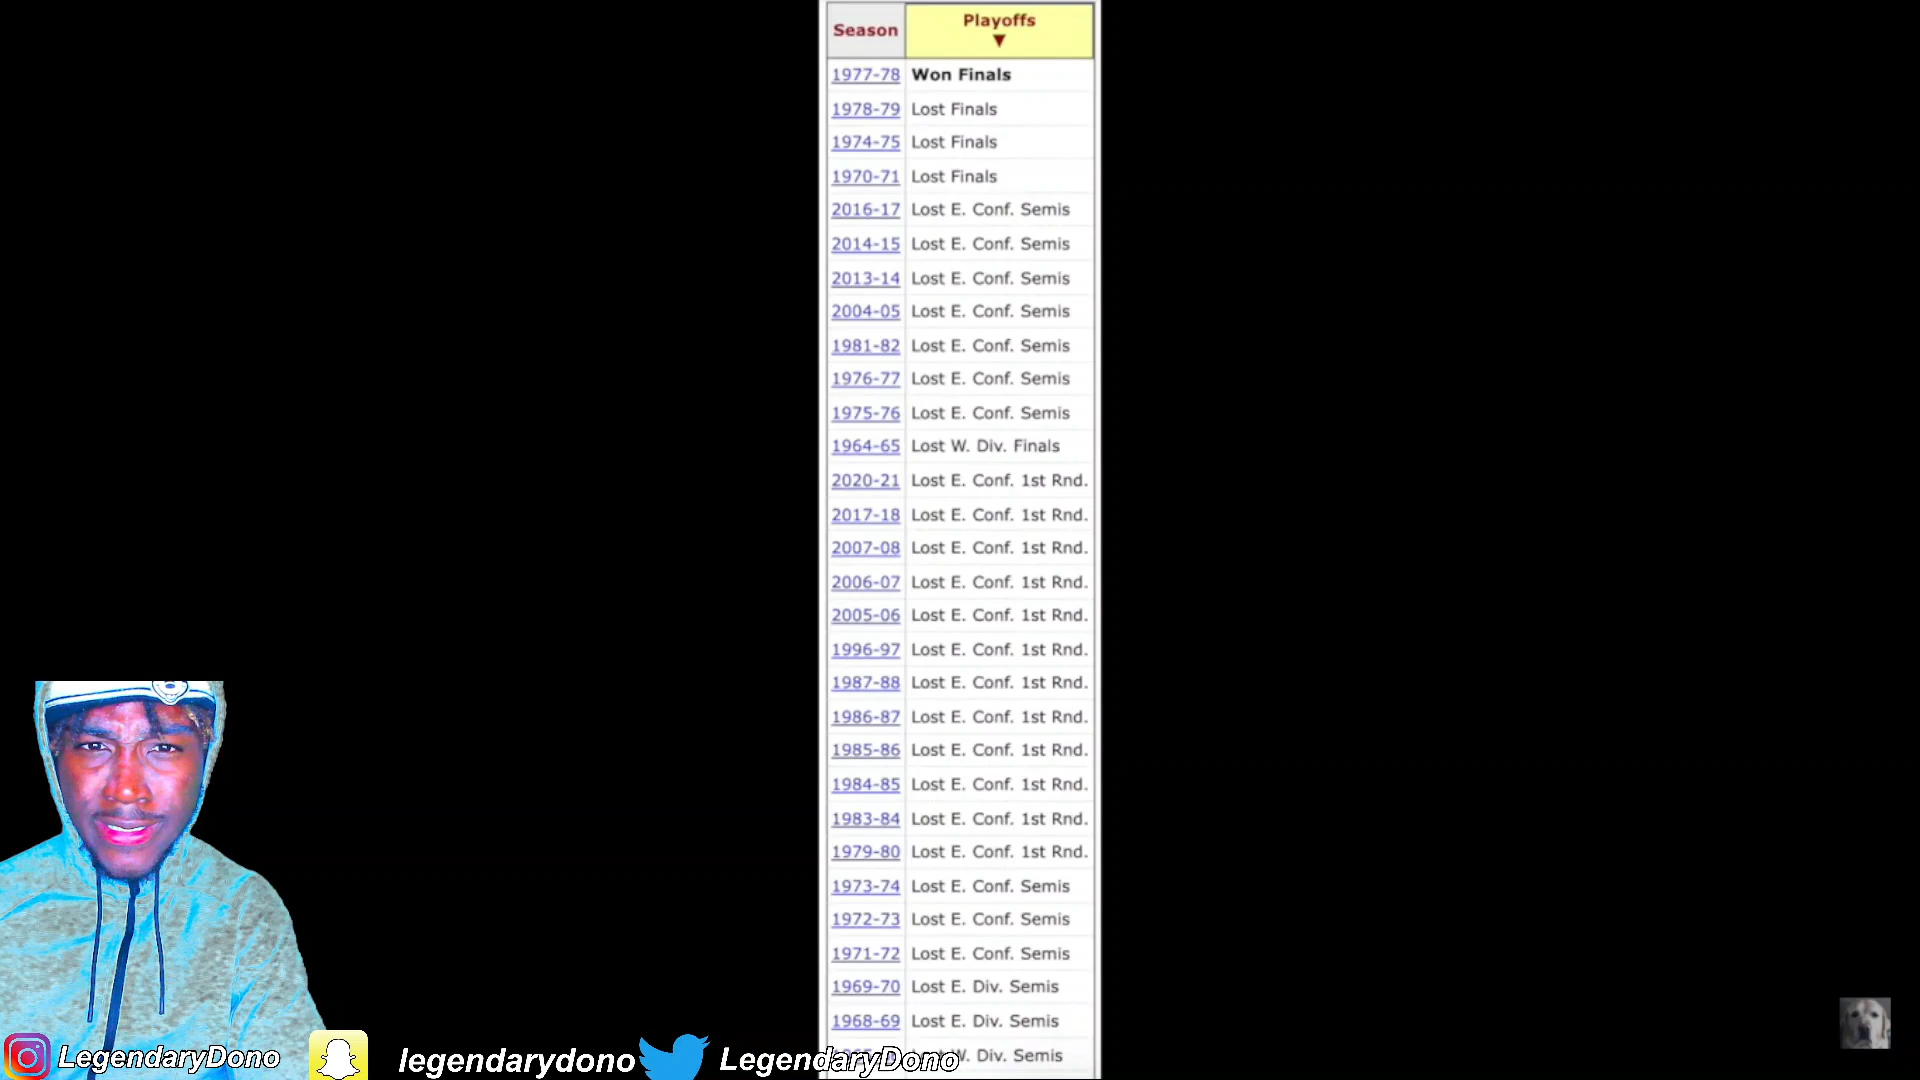 Season Playoffs
▼
1977-78 Won Finals
1978-79 Lost Finals
1974-75 Lost Finals
1970-71 Lost Finals
2016-17 Lost E. Conf. Semis
2014-15 Lost E. Conf. Semis
2013-14 Lost E. Conf. Semis
2004-05 Lost E. Conf. Semis
1981-82 Lost E. Conf. Semis
1976-77 Lost E. Conf. Semis
1975-76 Lost E. Conf. Semis
1964-65 Lost W. Div. Finals
2020-21 Lost E. Conf. 1st Rnd.
2017-18 Lost E. Conf. 1st Rnd.
2007-08 Lost E. Conf. 1st Rnd.
2006-07 Lost E. Conf. 1st Rnd.
2005-06 Lost E. Conf. 1st Rnd.
1996-97 Lost E. Conf. 1st Rnd.
1987-88 Lost E. Conf. 1st Rnd.
1986-87 Lost E. Conf. 1st Rnd.
1985-86 Lost E. Conf. 1st Rnd.
1984-85 Lost E. Conf. 1st Rnd.
1983-84 Lost E. Conf. 1st Rnd.
1979-80 Lost E. Conf. 1st Rnd.
1973-74 Lost E. Conf. Semis
1972-73 Lost E. Conf. Semis
1971-72 Lost E. Conf. Semis
1969-70 Lost E. Div. Semis
1968-69 Lost E. Div. Semis
W. Div. Semis
LegendaryDono legendarydono LegendaryDono